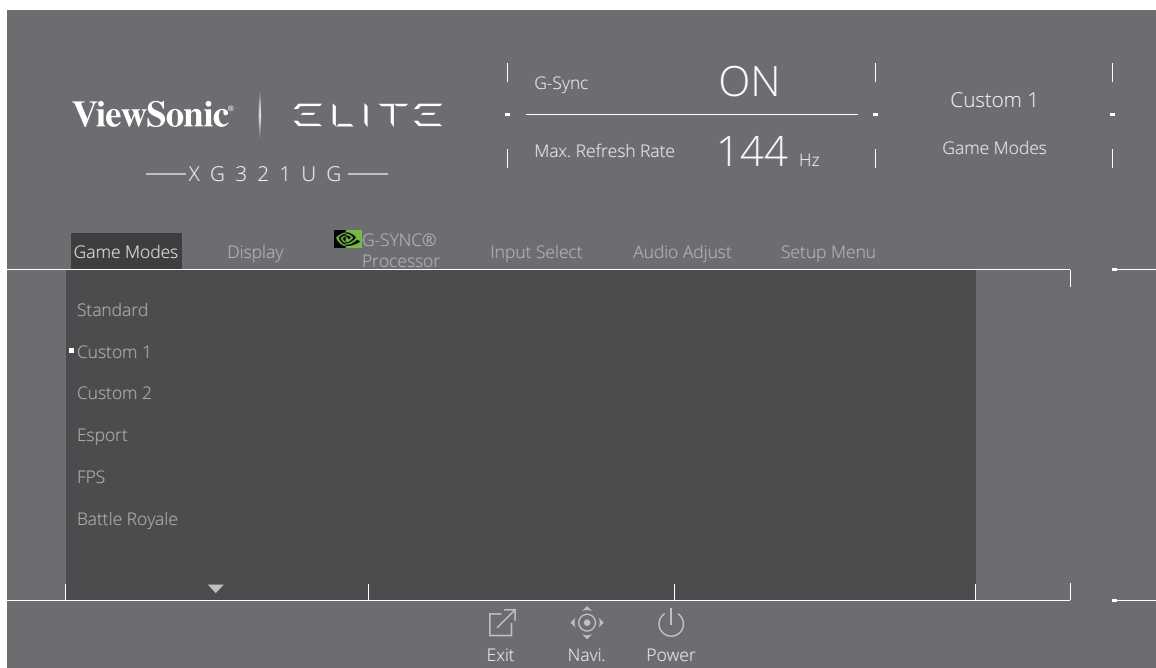 ViewSonic® ELITE
XG321UG
G-Sync ON
Max. Refresh Rate 144 Hz
Custom 1
Game Modes
Game Modes
Display
G-SYNC®
Processor
Input Select
Audio Adjust
Setup Menu
Standard
Custom 1
Custom 2
Esport
FPS
Battle Royale
Exit
Navi.
Power